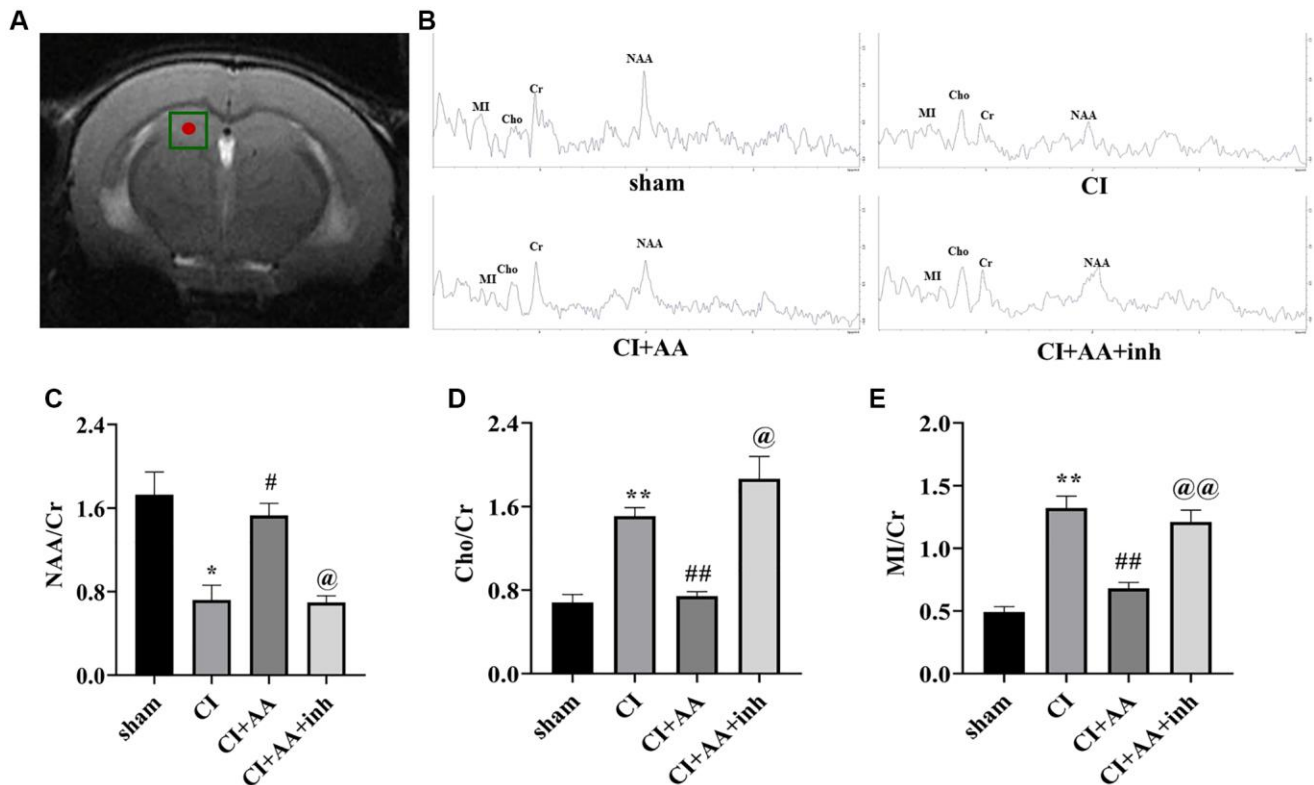 A
B
MI
Cho
Cr
NAA
sham
MI
Cho
Cr
NAA
CI
MI
Cho
Cr
NAA
CI+AA
MI
Cho
Cr
NAA
CI+AA+inh
C
NAA/Cr
2.4
1.6
0.8
0.0
*
#
@
sham
CI
CI+AA
CI+AA+inh
D
Cho/Cr
2.4
1.6
0.8
0.0
**
##
@
sham
CI
CI+AA
CI+AA+inh
E
MI/Cr
2.0
1.5
1.0
0.5
0.0
**
##
@@
sham
CI
CI+AA
CI+AA+inh